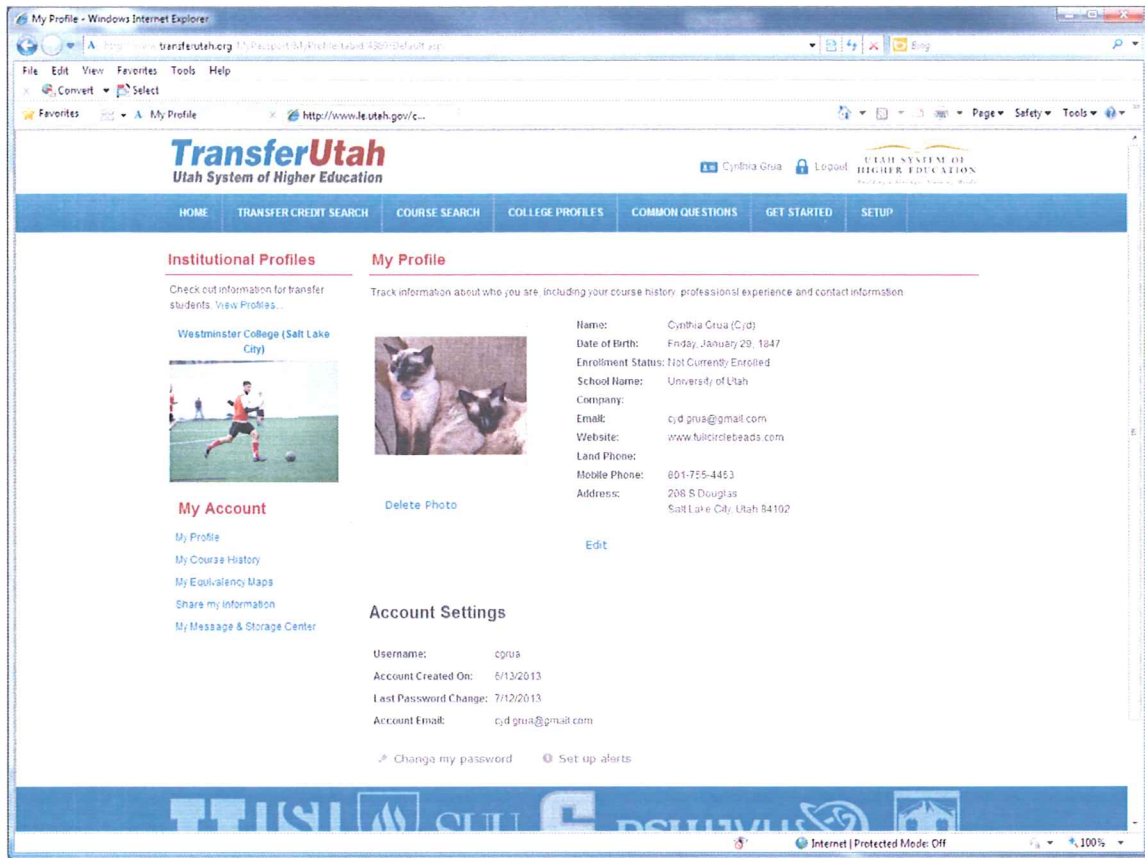 My Profile - Windows Internet Explorer
transferutah.org
Bing
File Edit View Favorites Tools Help
Convert Select
Favorites My Profile http://www.le.utah.gov/c...
Page Safety Tools
TransferUtah
Utah System of Higher Education
Cynthia Grua Logout
UTAH SYSTEM OF
HIGHER EDUCATION
HOME TRANSFER CREDIT SEARCH COURSE SEARCH COLLEGE PROFILES COMMON QUESTIONS GET STARTED SETUP
Institutional Profiles
Check out information for transfer
students. View Profiles...
Westminster College (Salt Lake
City)
My Account
My Profile
My Course History
My Equivalency Maps
Share my information
My Message & Storage Center
My Profile
Track information about who you are, including your course history, professional experience and contact information
Delete Photo
Name: Cynthia Grua (Cyd)
Date of Birth: Friday, January 29, 1847
Enrollment Status: Not Currently Enrolled
School Name: University of Utah
Company:
Email: cyd.grua@gmail.com
Website: www.fullcirclebeads.com
Land Phone:
Mobile Phone: 801-755-4463
Address: 208 S Douglas
Salt Lake City, Utah 84102
Edit
Account Settings
Username: cgrua
Account Created On: 6/13/2013
Last Password Change: 7/12/2013
Account Email: cyd.grua@gmail.com
Change my password Set up alerts
U USU SUU S DSU UVU
Internet | Protected Mode: Off 100%